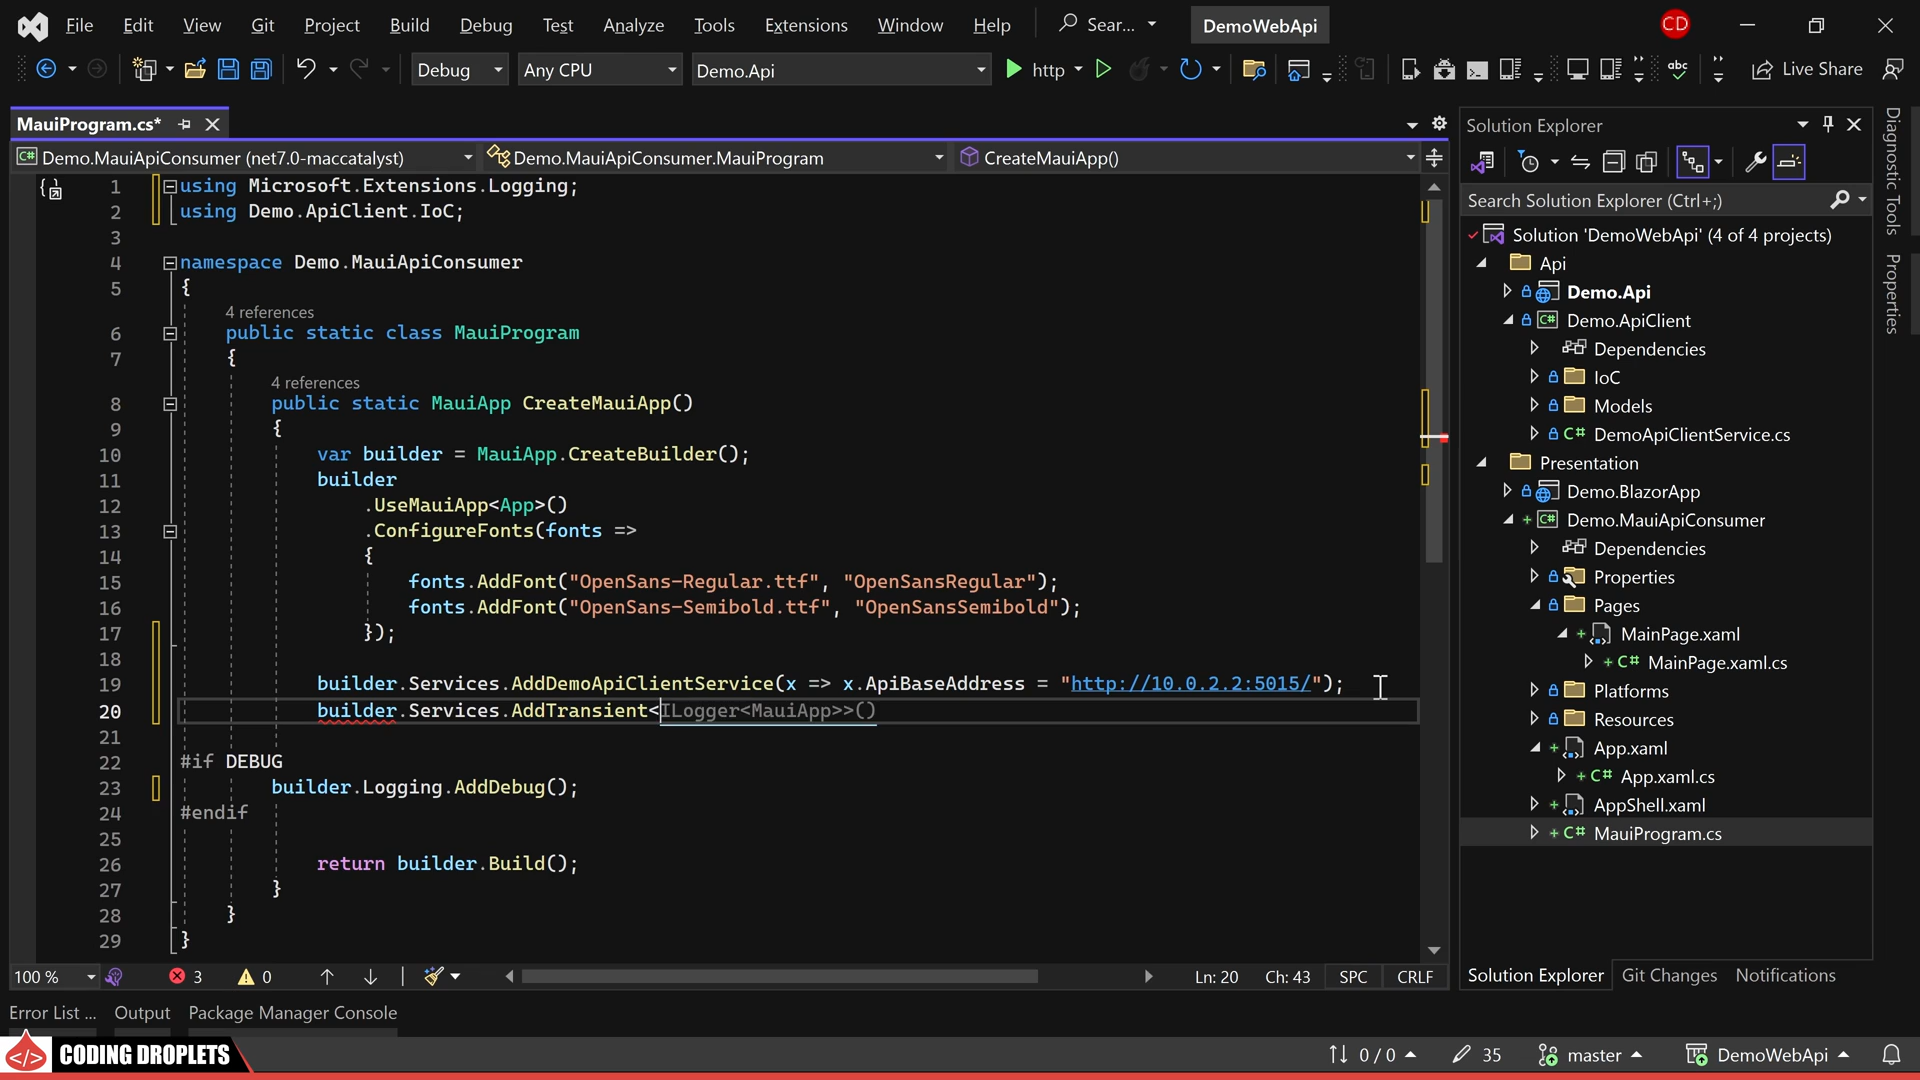 File Edit View Git Project Build Debug Test Analyze Tools Extensions Window Help Sear... DemoWebApi CD
Debug Any CPU Demo.Api http abc Live Share
MauiProgram.cs*
Demo.MauiApiConsumer (net7.0-maccatalyst) Demo.MauiApiConsumer.MauiProgram CreateMauiApp()
1 using Microsoft.Extensions.Logging;
2 using Demo.ApiClient.IoC;
3
4 namespace Demo.MauiApiConsumer
5 {
4 references
6 public static class MauiProgram
7 {
4 references
8 public static MauiApp CreateMauiApp()
9 {
10 var builder = MauiApp.CreateBuilder();
11 builder
12 .UseMauiApp<App>()
13 .ConfigureFonts(fonts =>
14 {
15 fonts.AddFont("OpenSans-Regular.ttf", "OpenSansRegular");
16 fonts.AddFont("OpenSans-Semibold.ttf", "OpenSansSemibold");
17 });
18
19 builder.Services.AddDemoApiClientService(x => x.ApiBaseAddress = "http://10.0.2.2:5015/");
20 builder.Services.AddTransient<ILogger<MauiApp>>()
21
22 #if DEBUG
23 builder.Logging.AddDebug();
24 #endif
25
26 return builder.Build();
27 }
28 }
29 }
100 % 3 0 Ln: 20 Ch: 43 SPC CRLF
Error List ... Output Package Manager Console
Solution Explorer
Search Solution Explorer (Ctrl+;)
Solution 'DemoWebApi' (4 of 4 projects)
Api
Demo.Api
C# Demo.ApiClient
Dependencies
IoC
Models
C# DemoApiClientService.cs
Presentation
Demo.BlazorApp
C# Demo.MauiApiConsumer
Dependencies
Properties
Pages
MainPage.xaml
C# MainPage.xaml.cs
Platforms
Resources
App.xaml
C# App.xaml.cs
AppShell.xaml
C# MauiProgram.cs
Solution Explorer Git Changes Notifications
Diagnostic Tools
Properties
CODING DROPLETS
0 / 0 35 master DemoWebApi